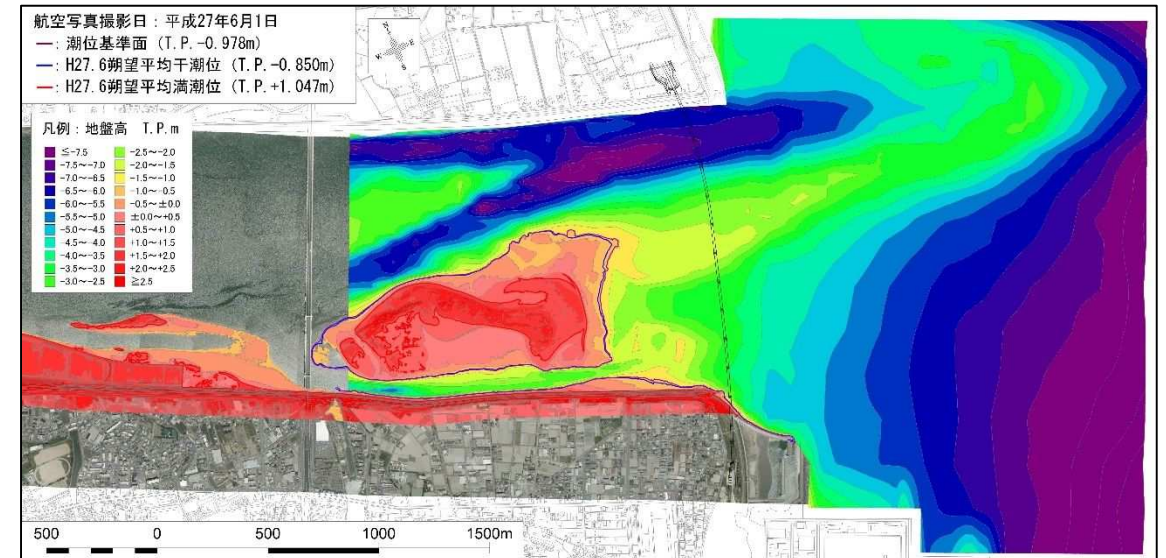 航空写真撮影日：平成27年6月1日
―：潮位基準面 (T.P.-0.978m)
―：H27.6朔望平均干潮位 (T.P.-0.850m)
―：H27.6朔望平均満潮位 (T.P.+1.047m)
凡例：地盤高 T.P.m
≦-7.5 -2.5～-2.0
-7.5～-7.0 -2.0～-1.5
-7.0～-6.5 -1.5～-1.0
-6.5～-6.0 -1.0～-0.5
-6.0～-5.5 -0.5～±0.0
-5.5～-5.0 ±0.0～+0.5
-5.0～-4.5 +0.5～+1.0
-4.5～-4.0 +1.0～+1.5
-4.0～-3.5 +1.5～+2.0
-3.5～-3.0 +2.0～+2.5
-3.0～-2.5 ≧2.5
N
E
W
S
500 0 500 1000 1500m